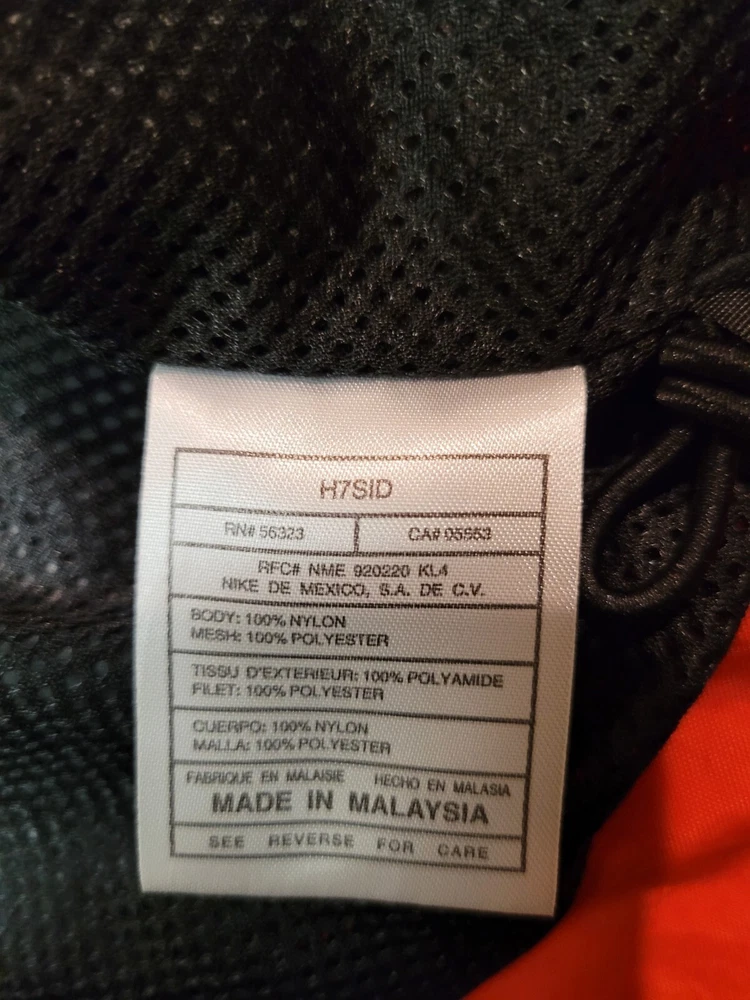 H7SID
RN# 56323 CA# 05553
RFC# NME 920220 KL4
NIKE DE MEXICO, S.A. DE C.V.
BODY: 100% NYLON
MESH: 100% POLYESTER
TISSU D'EXTERIEUR: 100% POLYAMIDE
FILET: 100% POLYESTER
CUERPO: 100% NYLON
MALLA: 100% POLYESTER
FABRIQUE EN MALAISIE HECHO EN MALASIA
MADE IN MALAYSIA
SEE REVERSE FOR CARE